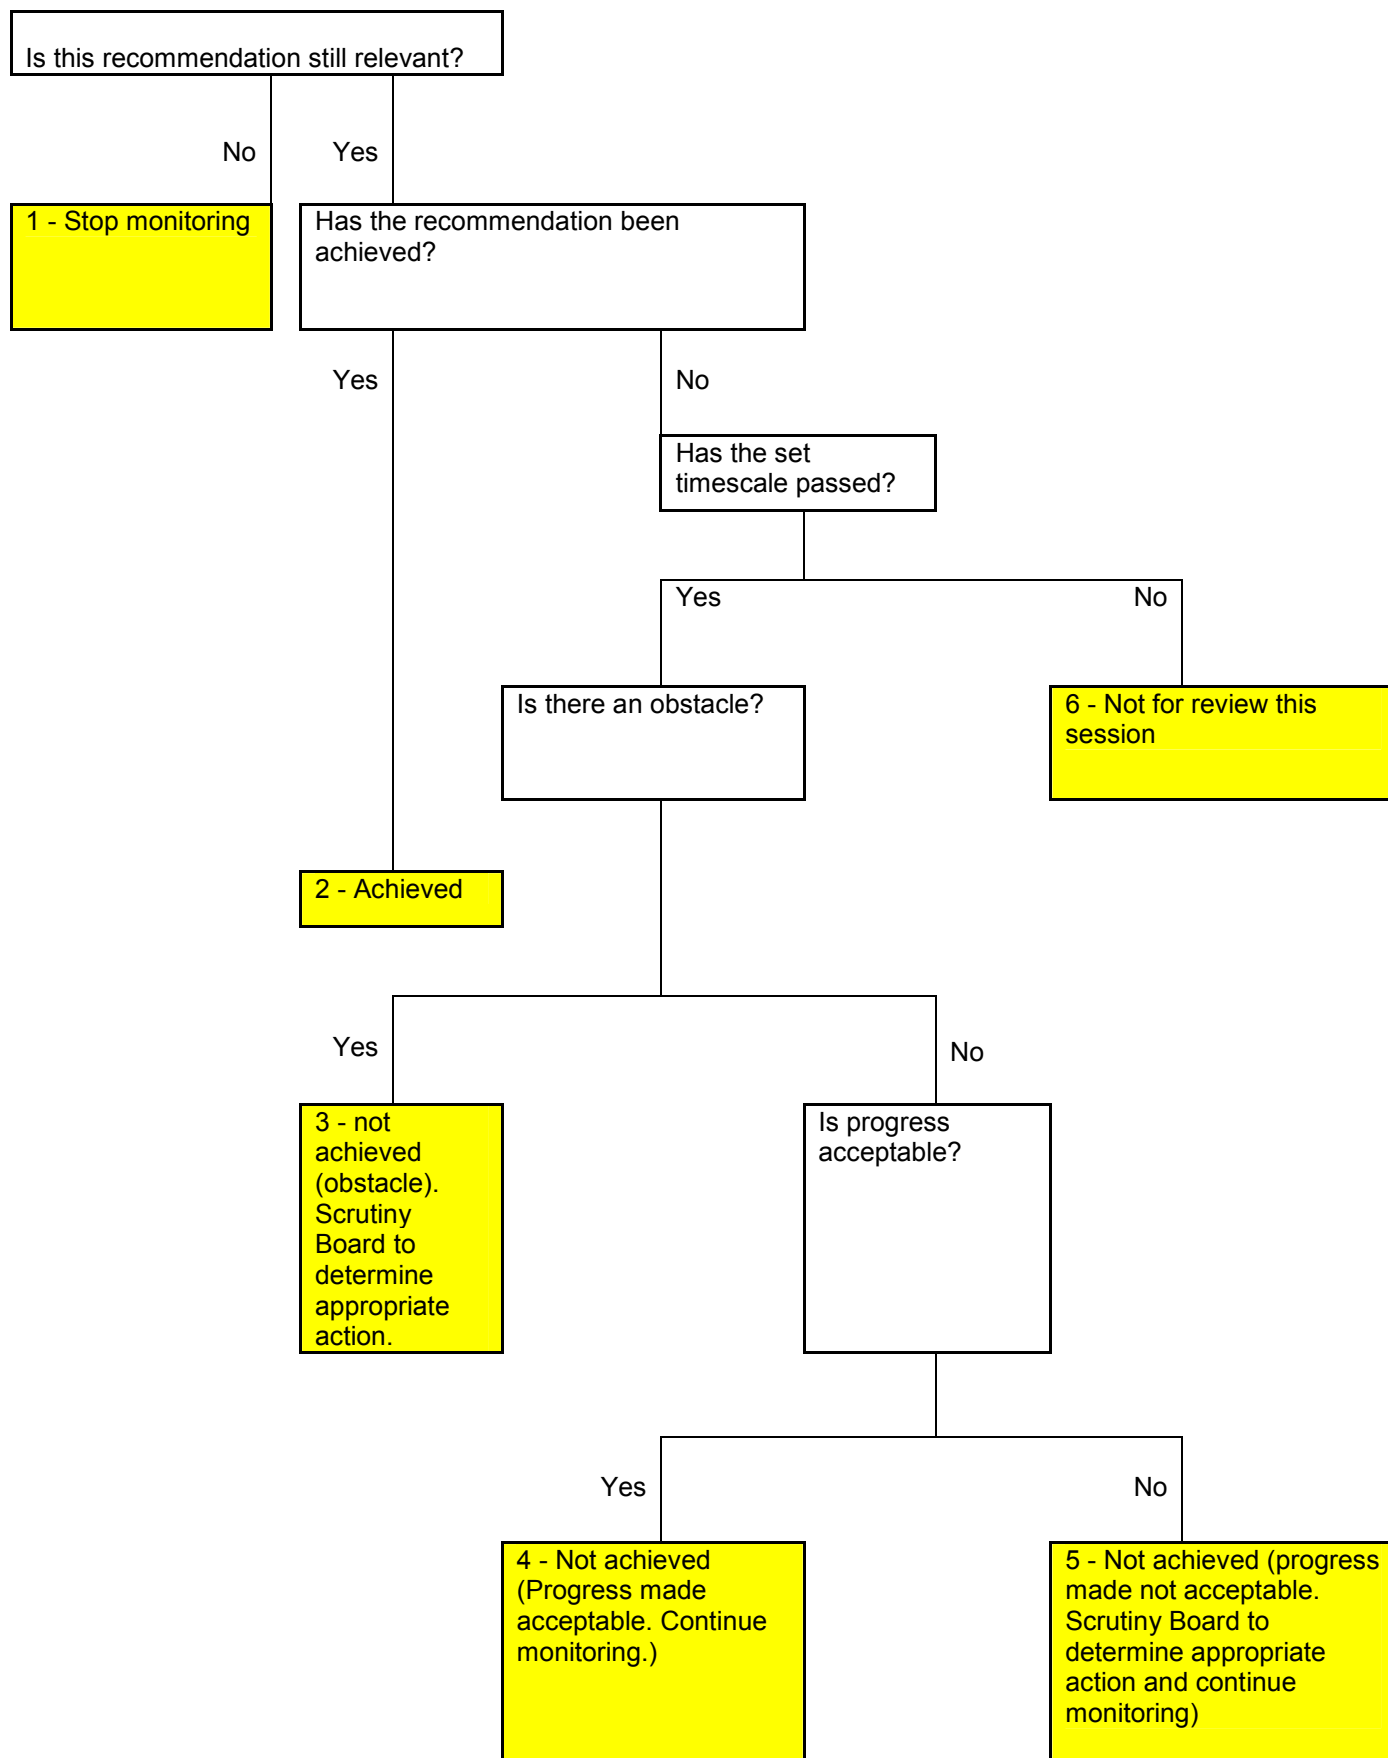 Is this recommendation still relevant?
No
Yes
1 - Stop monitoring
Has the recommendation been
achieved?
Yes
No
Has the set
timescale passed?
Yes
No
Is there an obstacle?
6 - Not for review this
session
2 - Achieved
Yes
No
3 - not
achieved
(obstacle).
Scrutiny
Board to
determine
appropriate
action.
Is progress
acceptable?
Yes
No
4 - Not achieved
(Progress made
acceptable. Continue
monitoring.)
5 - Not achieved (progress
made not acceptable.
Scrutiny Board to
determine appropriate
action and continue
monitoring)